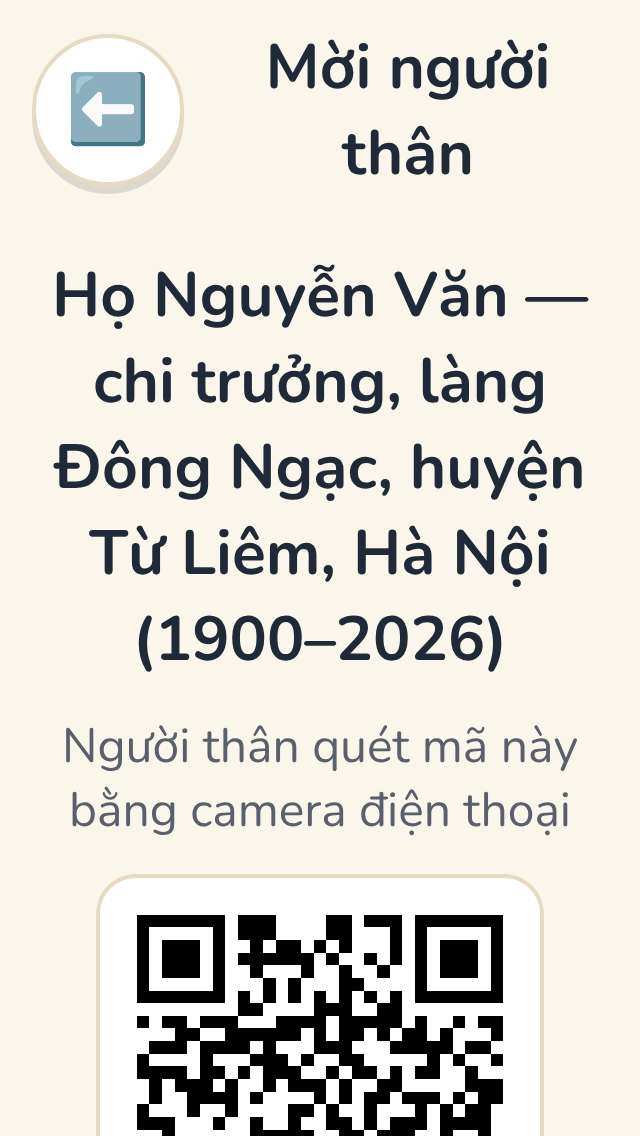 Mời người
thân
Họ Nguyễn Văn —
chi trưởng, làng
Đông Ngạc, huyện
Từ Liêm, Hà Nội
(1900–2026)
Người thân quét mã này
bằng camera điện thoại